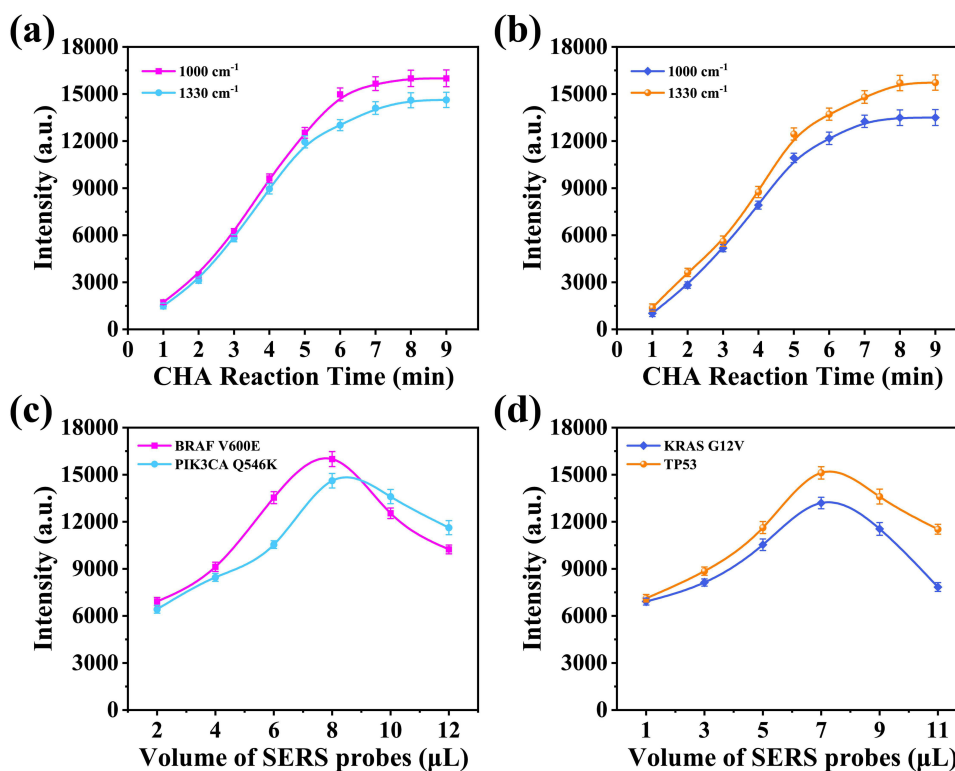 (a)
18000
15000
12000
9000
6000
3000
0
Intensity (a.u.)
1000 cm⁻¹
1330 cm⁻¹
0 1 2 3 4 5 6 7 8 9
CHA Reaction Time (min)
(b)
18000
15000
12000
9000
6000
3000
0
Intensity (a.u.)
1000 cm⁻¹
1330 cm⁻¹
0 1 2 3 4 5 6 7 8 9
CHA Reaction Time (min)
(c)
18000
15000
12000
9000
6000
3000
0
Intensity (a.u.)
BRAF V600E
PIK3CA Q546K
2 4 6 8 10 12
Volume of SERS probes (μL)
(d)
18000
15000
12000
9000
6000
3000
0
Intensity (a.u.)
KRAS G12V
TP53
1 3 5 7 9 11
Volume of SERS probes (μL)